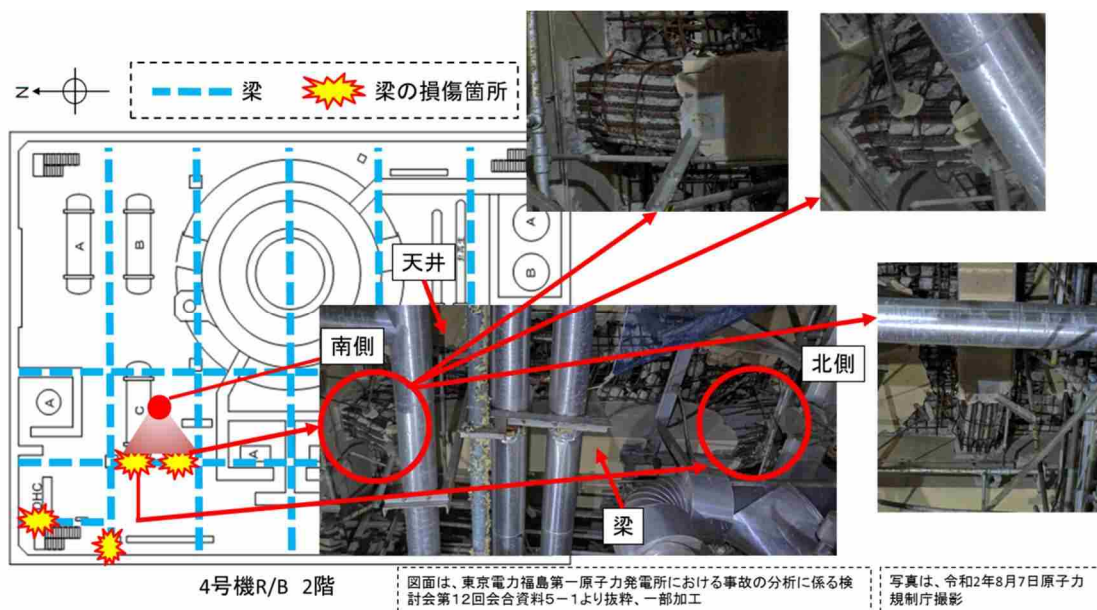 梁
梁の損傷箇所
N
A
B
A
B
天井
南側
北側
C
A
A
DHC
梁
4号機R/B 2階
図面は、東京電力福島第一原子力発電所における事故の分析に係る検
討会第12回会合資料5-1より抜粋、一部加工
写真は、令和2年8月7日原子力
規制庁撮影